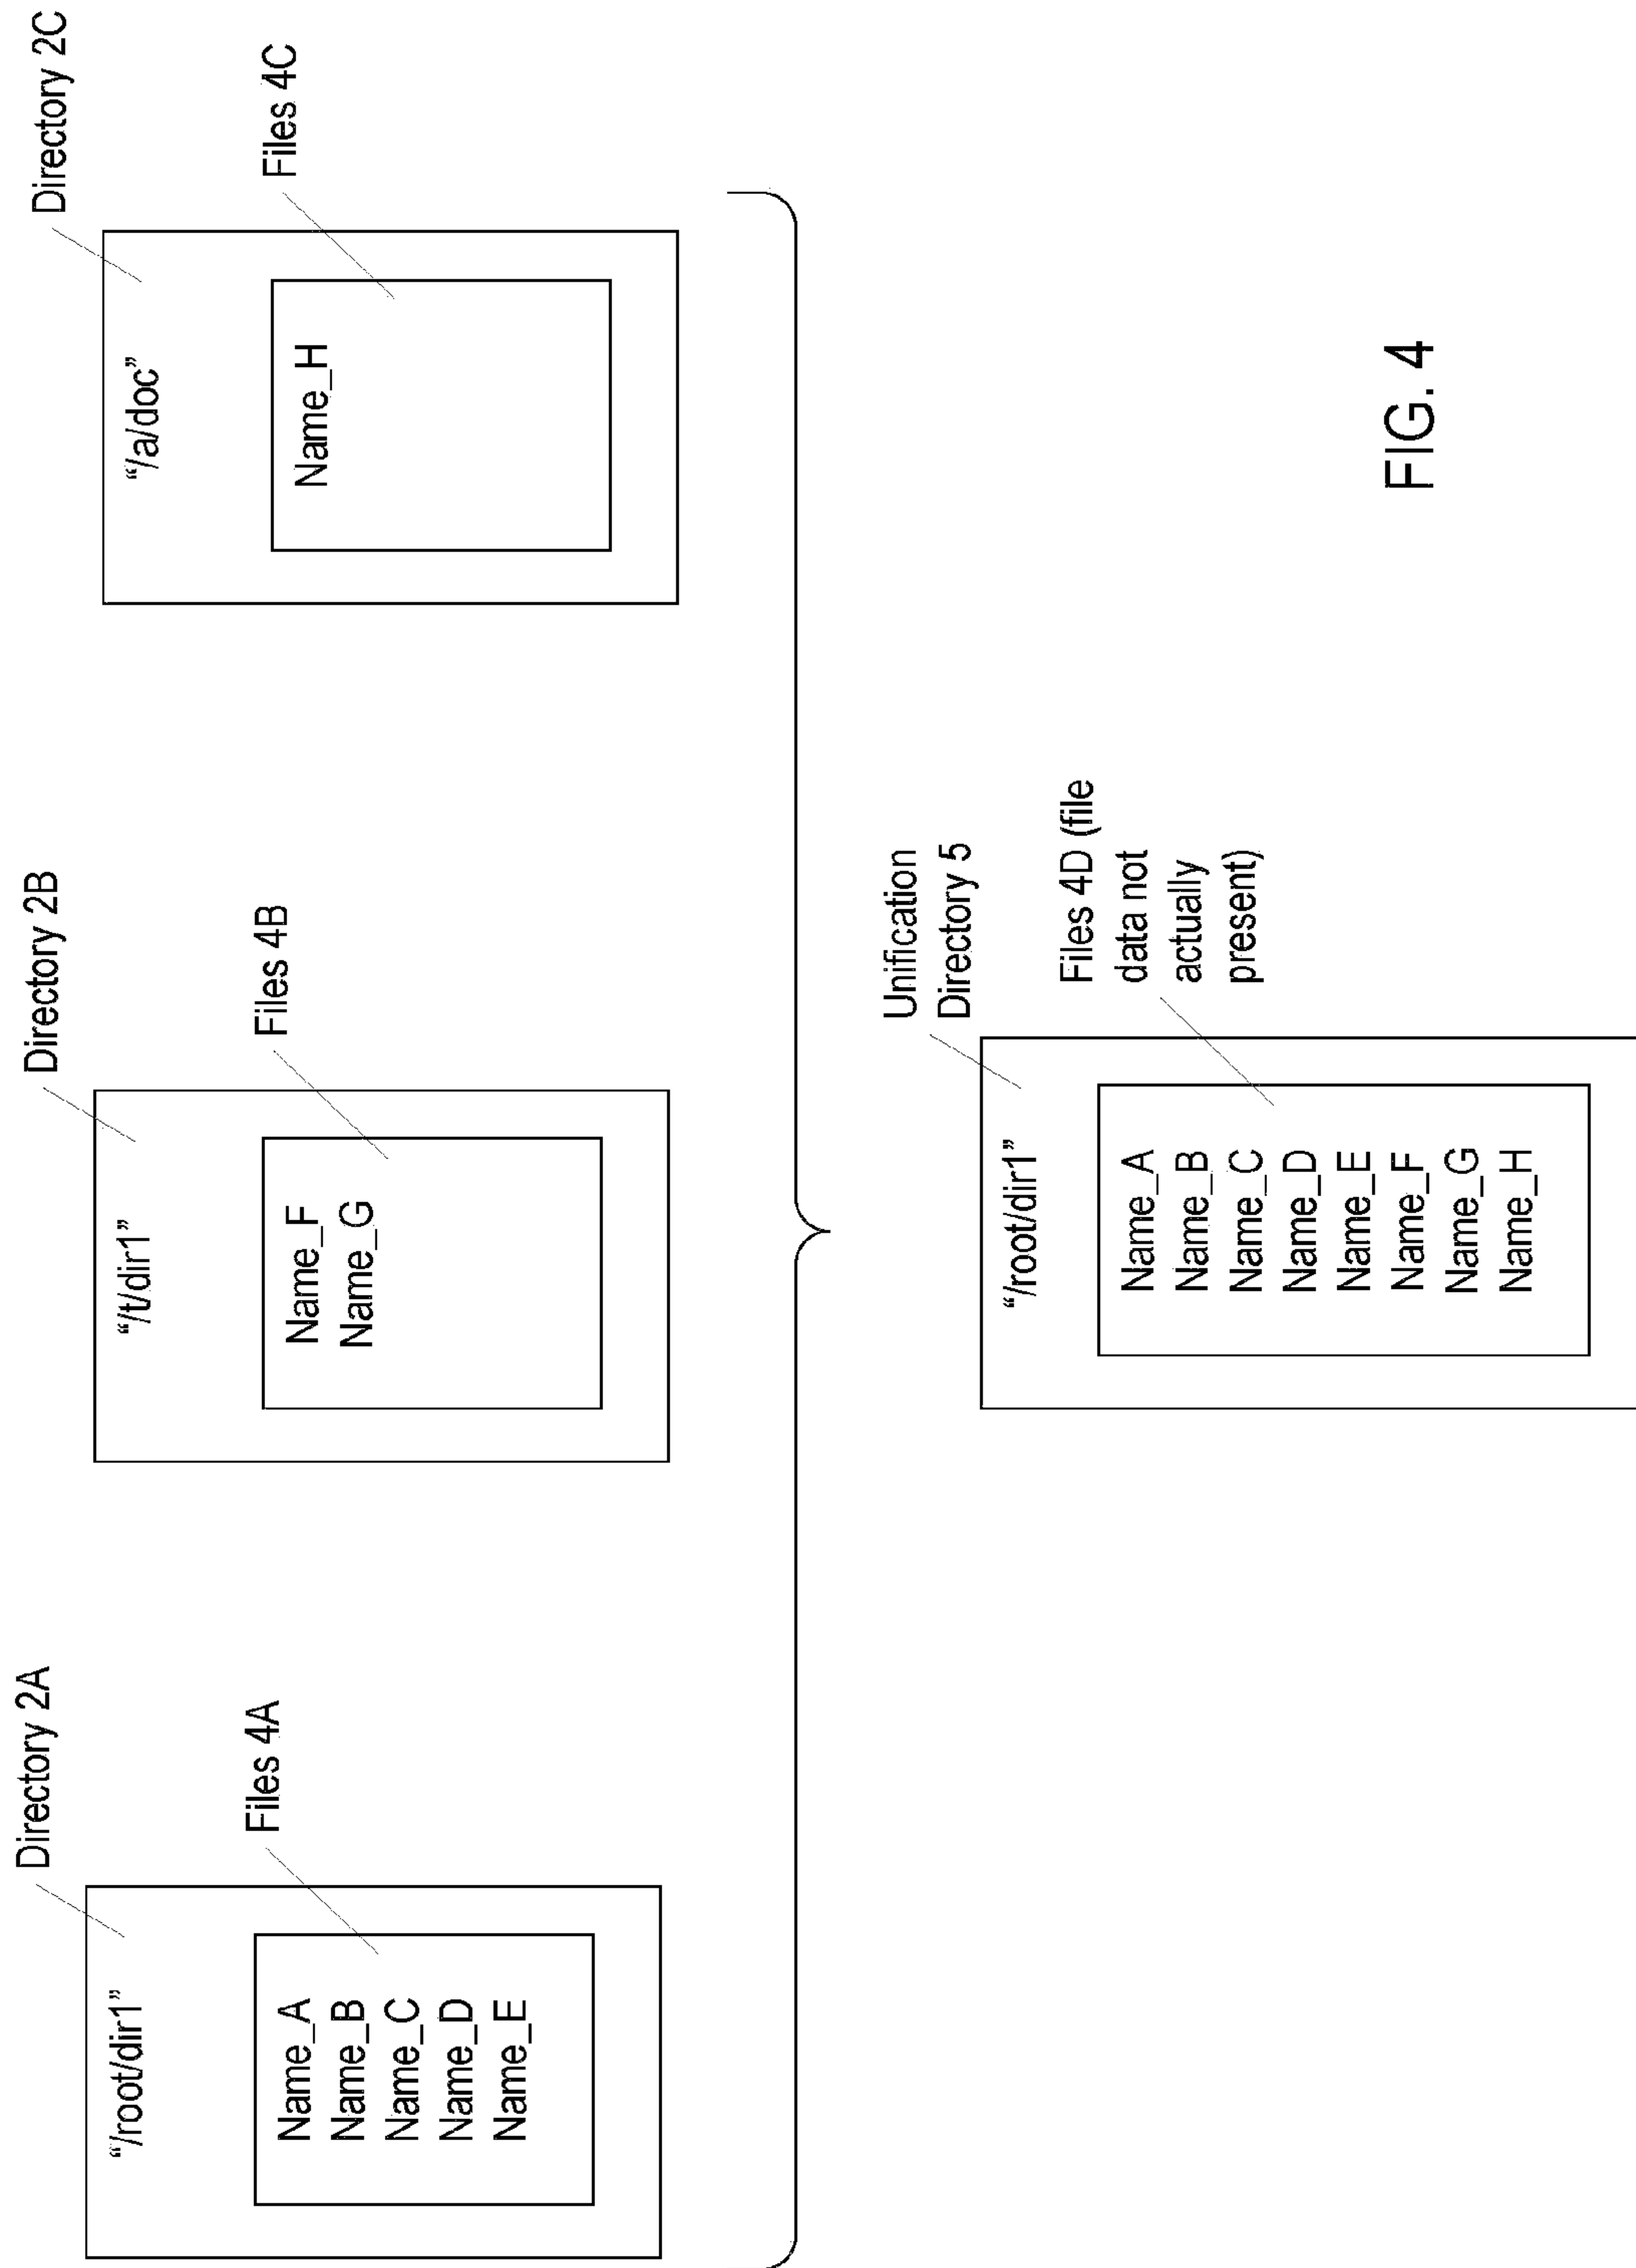 Directory 2A
“/root/dir1”
Files 4A
Name_A
Name_B
Name_C
Name_D
Name_E
Directory 2B
“/t/dir1”
Files 4B
Name_F
Name_G
Directory 2C
“/a/doc”
Files 4C
Name_H
Unification
Directory 5
“/root/dir1”
Files 4D (file
data not
actually
present)
Name_A
Name_B
Name_C
Name_D
Name_E
Name_F
Name_G
Name_H
FIG. 4